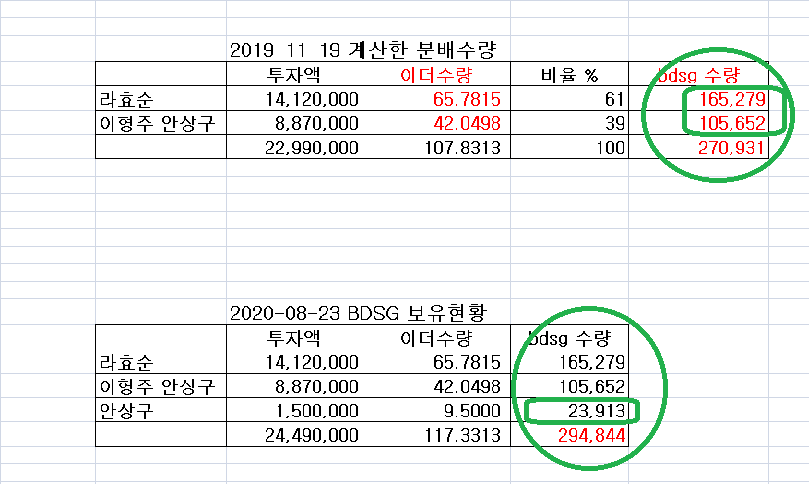 2019 11 19 계산한 분배수량
투자액 이더수량 비율 % bdsg 수량
라효순 14,120,000 65.7815 61 165,279
이형주 안상구 8,870,000 42.0498 39 105,652
22,990,000 107.8313 100 270,931
2020-08-23 BDSG 보유현황
투자액 이더수량 bdsg 수량
라효순 14,120,000 65.7815 165,279
이형주 안상구 8,870,000 42.0498 105,652
안상구 1,500,000 9.5000 23,913
24,490,000 117.3313 294,844